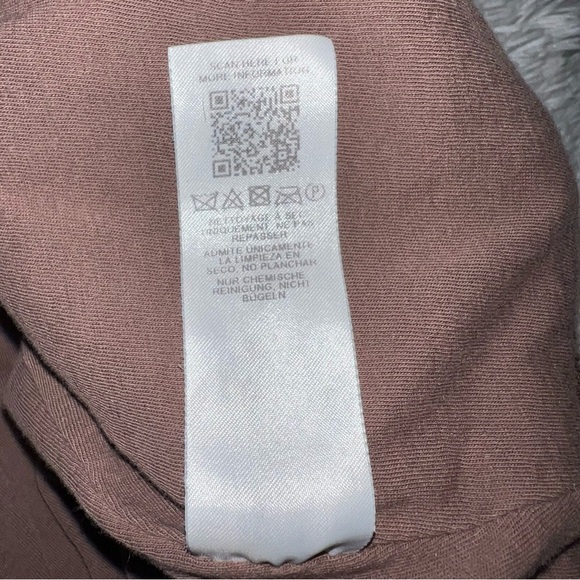 SCAN HERE FOR
MORE INFORMATION
P
NETTOYAGE À SEC
UNIQUEMENT, NE PAS
REPASSER
ADMITE ÚNICAMENTE
LA LIMPIEZA EN
SECO, NO PLANCHAR
NUR CHEMISCHE
REINIGUNG, NICHT
BÜGELN